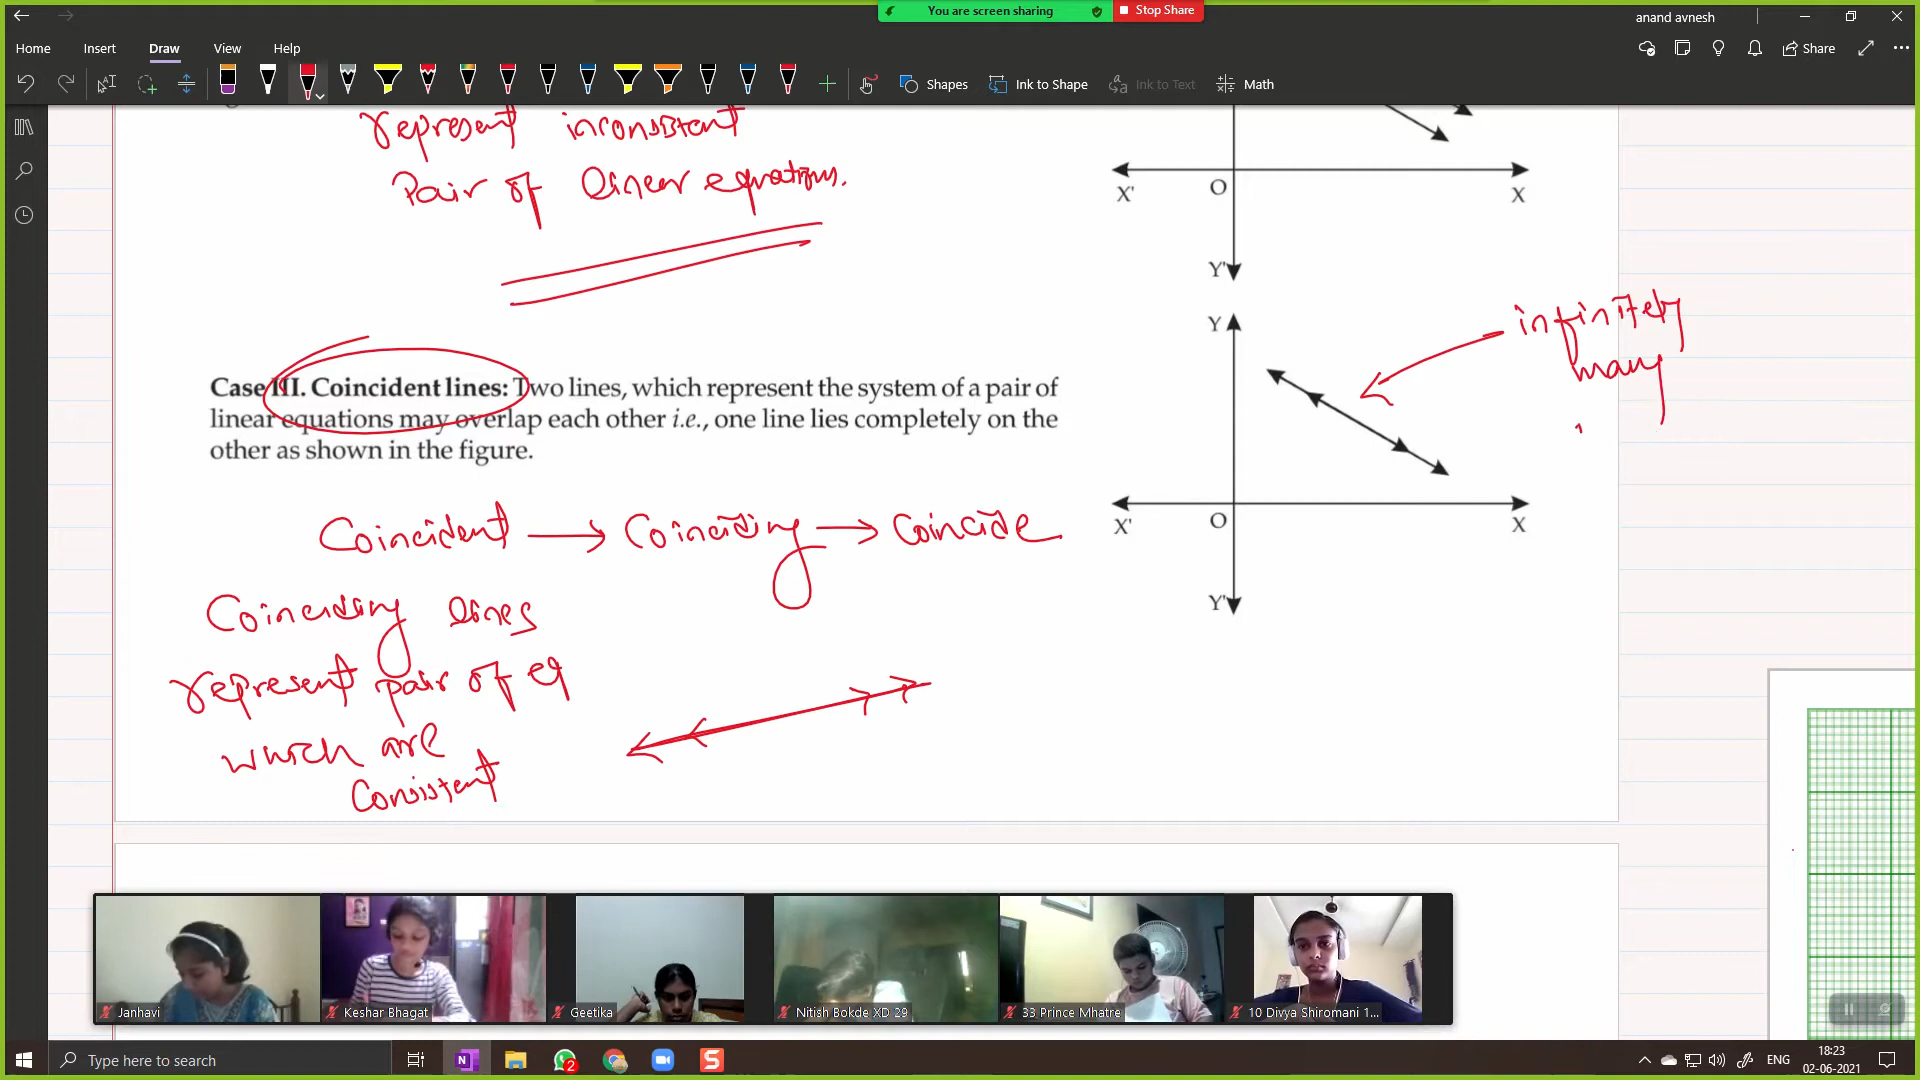 You are screen sharing
Stop Share
anand avnesh
Home Insert Draw View Help
Share
Shapes
Ink to Shape
Ink to Text
Math
represent inconsistent
Pair of linear equations.
X' O X
Y'
Y
infinitely
many
Case III. Coincident lines: Two lines, which represent the system of a pair of
linear equations may overlap each other i.e., one line lies completely on the
other as shown in the figure.
X' O X
Y'
Coincident → Coinciding → Coincide
Coinciding lines
represent pair of eq
which are
Consistent
Janhavi
Keshar Bhagat
Geetika
Nitish Bokde XD 29
33 Prince Mhatre
10 Divya Shiromani 1...
Type here to search
2
ENG
18:23
02-06-2021